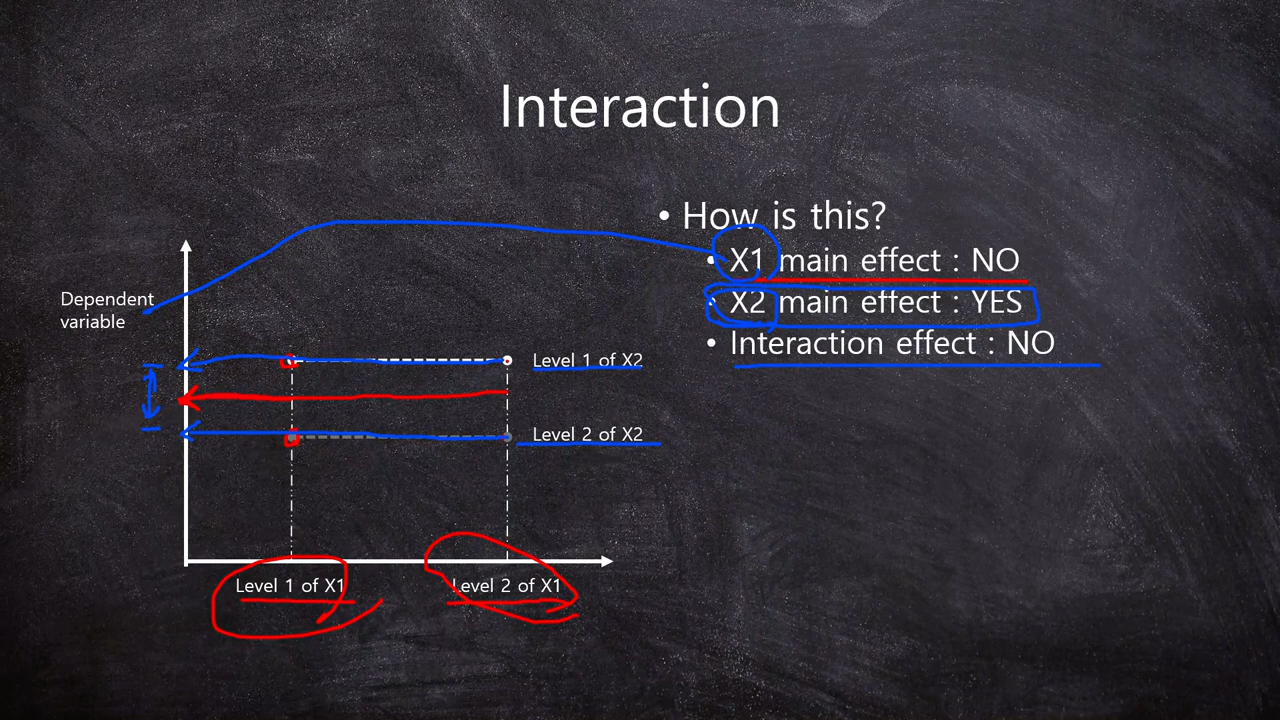 Interaction
• How is this?
• X1 main effect : NO
• X2 main effect : YES
• Interaction effect : NO
Dependent
variable
Level 1 of X2
Level 2 of X2
Level 1 of X1
Level 2 of X1